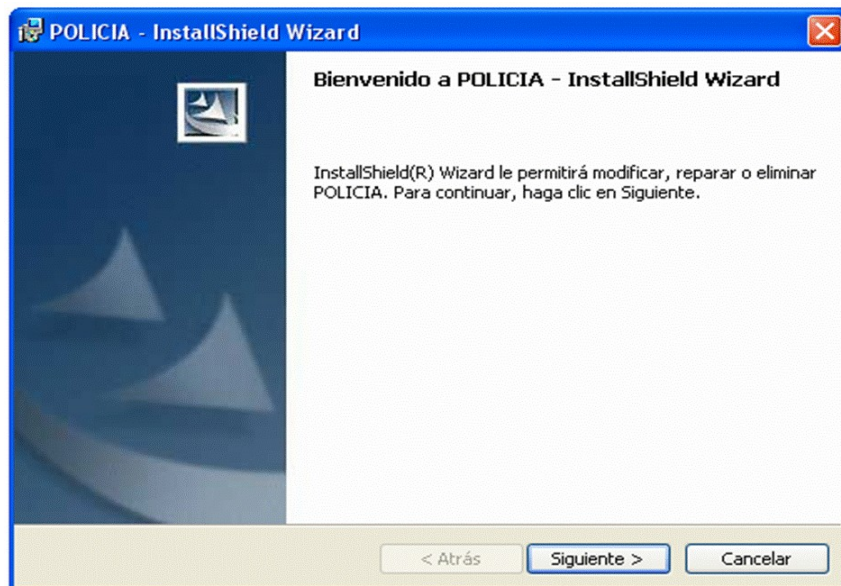 POLICIA - InstallShield Wizard
Bienvenido a POLICIA - InstallShield Wizard
InstallShield(R) Wizard le permitirá modificar, reparar o eliminar
POLICIA. Para continuar, haga clic en Siguiente.
< Atrás
Siguiente >
Cancelar